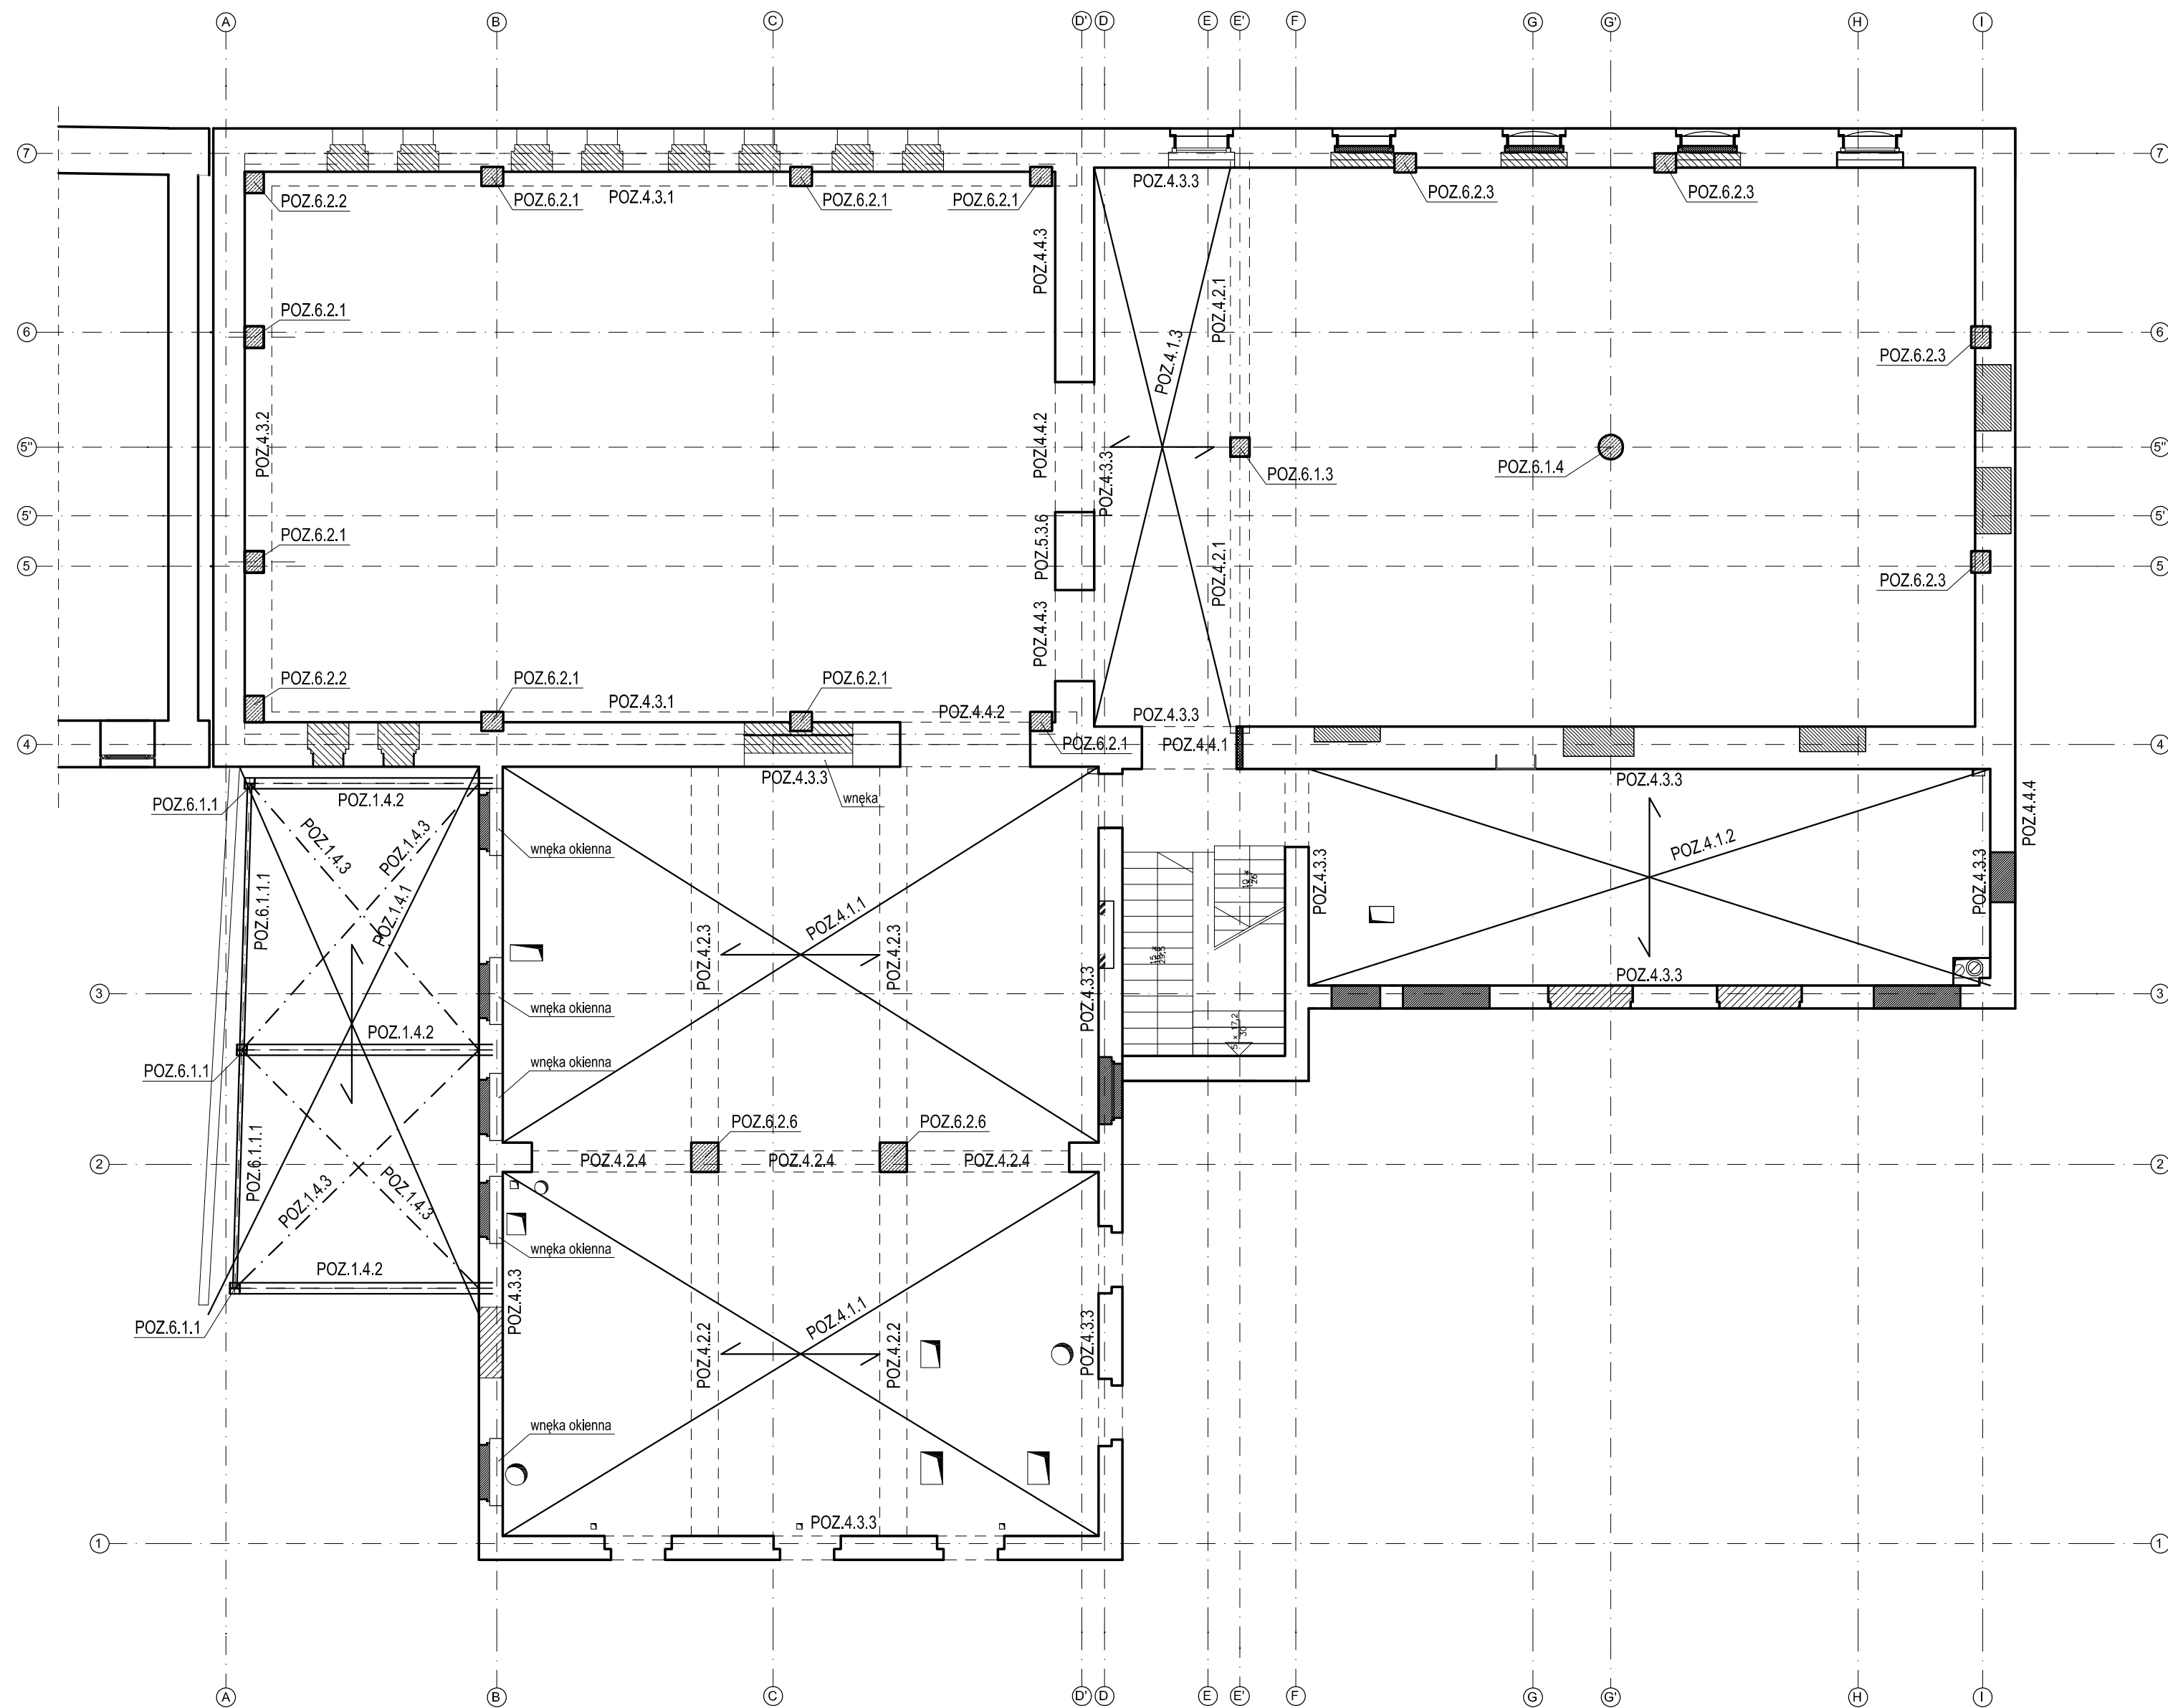 A B C D' D E E' F G G' H I
7 7
POZ.6.2.2 POZ.6.2.1 POZ.4.3.1 POZ.6.2.1 POZ.6.2.1 POZ.4.3.3 POZ.6.2.3 POZ.6.2.3
POZ.4.4.3 POZ.4.2.1
POZ.6.2.1
6 6
POZ.4.1.3 POZ.6.2.3
POZ.4.3.2 POZ.4.4.2 POZ.4.3.3
5'' 5''
POZ.6.1.3 POZ.6.1.4
5' 5'
POZ.6.2.1 POZ.5.3.6 POZ.4.2.1
5 5
POZ.6.2.3
POZ.4.4.3
POZ.6.2.2 POZ.6.2.1 POZ.4.3.1 POZ.6.2.1 POZ.4.4.2 POZ.4.3.3
4 4
POZ.6.2.1 POZ.4.4.1
POZ.6.1.1 POZ.1.4.2 POZ.4.3.3 wnęka POZ.4.3.3
POZ.4.4.4
POZ.1.4.3 POZ.1.4.3 wnęka okienna POZ.4.1.2
POZ.6.1.1.1 POZ.1.4.1 POZ.4.1.1 POZ.4.3.3 POZ.4.3.3
POZ.4.2.3 POZ.4.2.3 POZ.4.3.3 POZ.4.3.3
3 3
wnęka okienna
5 x 17,2
30
POZ.1.4.2
POZ.6.1.1 wnęka okienna
POZ.6.2.6 POZ.6.2.6
2 2
POZ.6.1.1.1 POZ.4.2.4 POZ.4.2.4 POZ.4.2.4
POZ.1.4.3 POZ.1.4.3
wnęka okienna
POZ.1.4.2 POZ.4.3.3 POZ.4.1.1
POZ.6.1.1 POZ.4.2.2 POZ.4.2.2 POZ.4.3.3
wnęka okienna
POZ.4.3.3
1 1
A B C D' D E E' F G G' H I